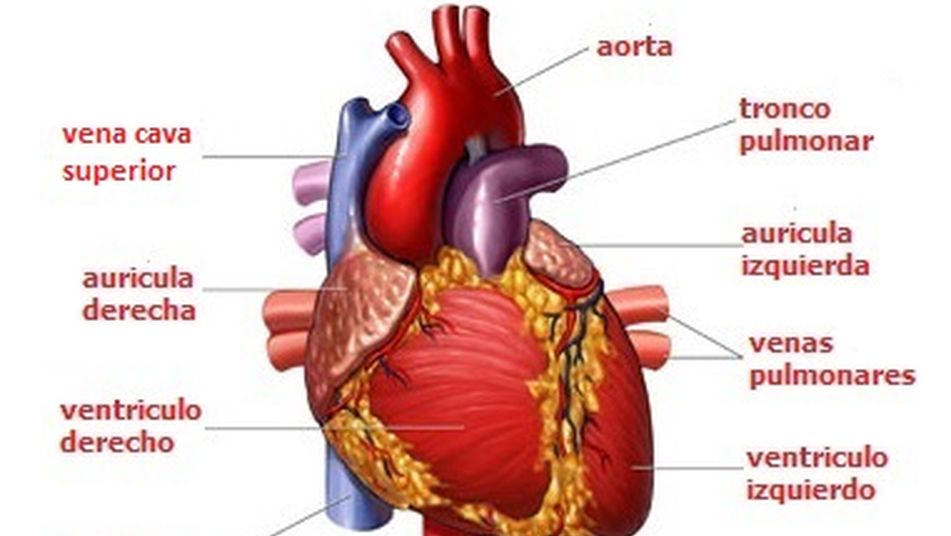 aorta
tronco
pulmonar
vena cava
superior
auricula
izquierda
auricula
derecha
venas
pulmonares
ventriculo
derecho
ventriculo
izquierdo